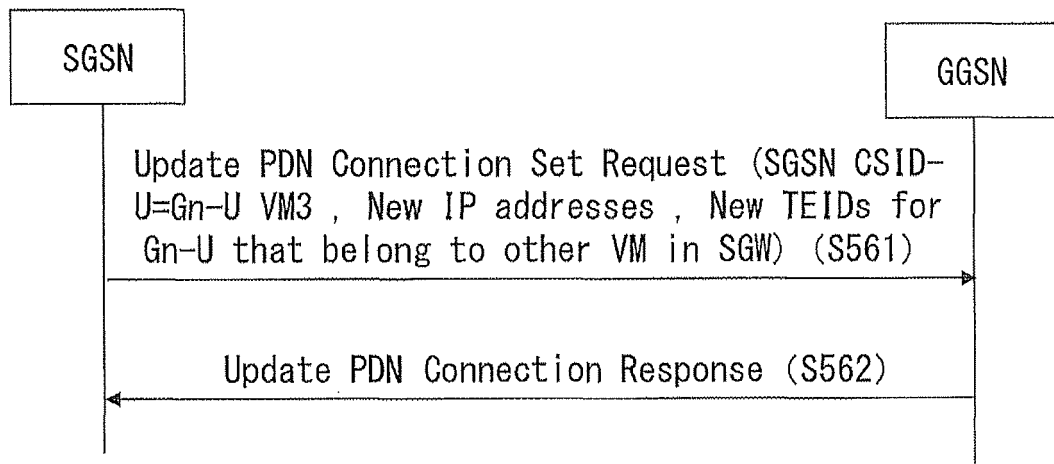 SGSN
GGSN
Update PDN Connection Set Request (SGSN CSID-
U=Gn-U VM3 , New IP addresses , New TEIDs for
Gn-U that belong to other VM in SGW) (S561)
Update PDN Connection Response (S562)